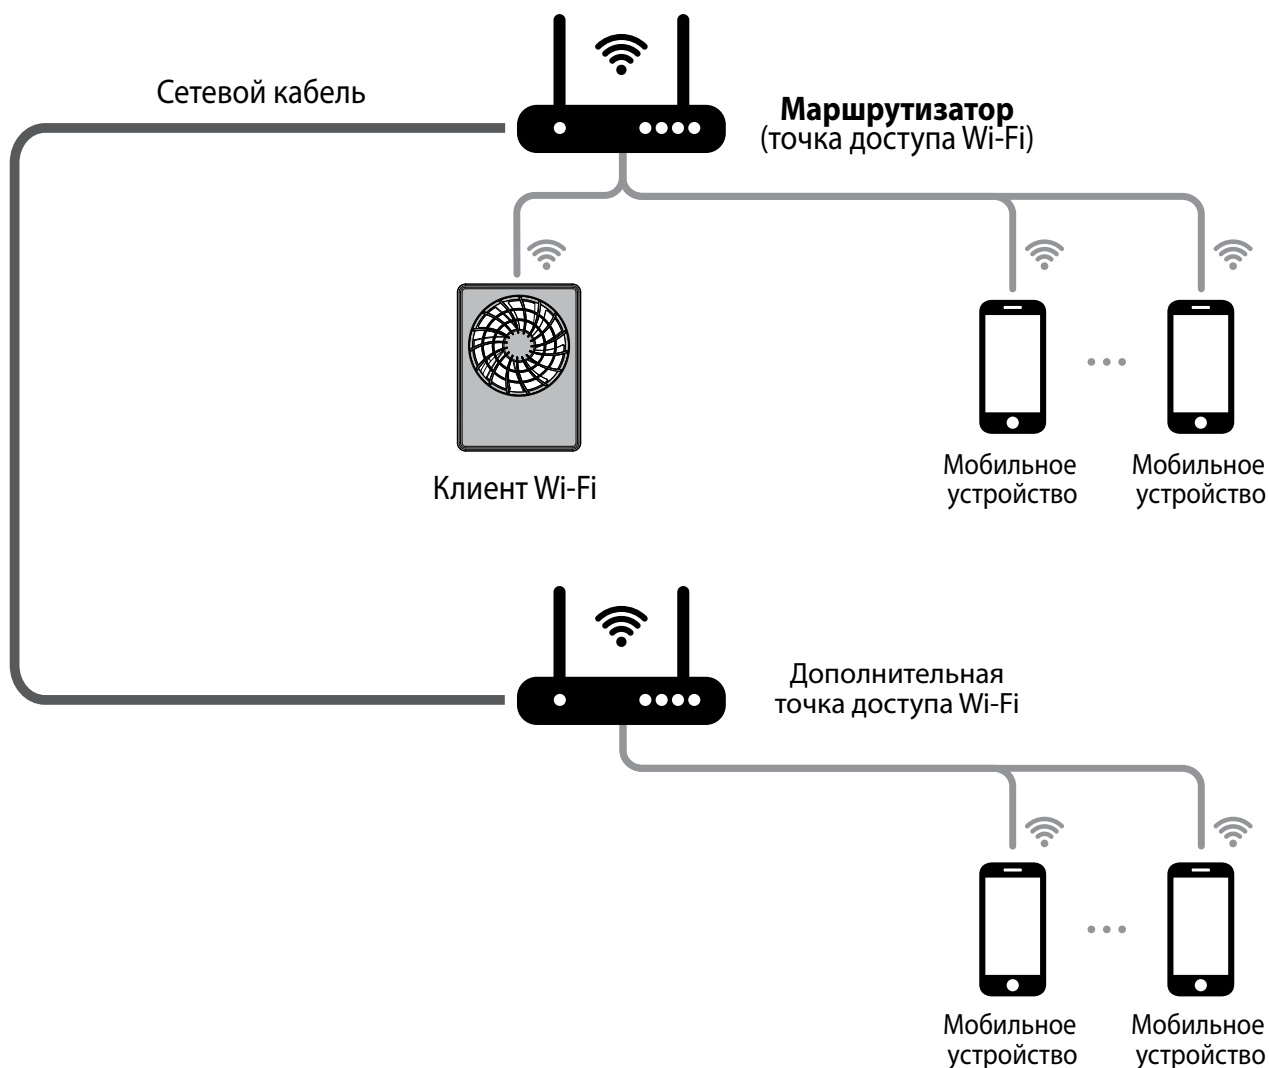 Сетевой кабель
Маршрутизатор
(точка доступа Wi-Fi)
Клиент Wi-Fi
Мобильное
устройство
Мобильное
устройство
Дополнительная
точка доступа Wi-Fi
Мобильное
устройство
Мобильное
устройство